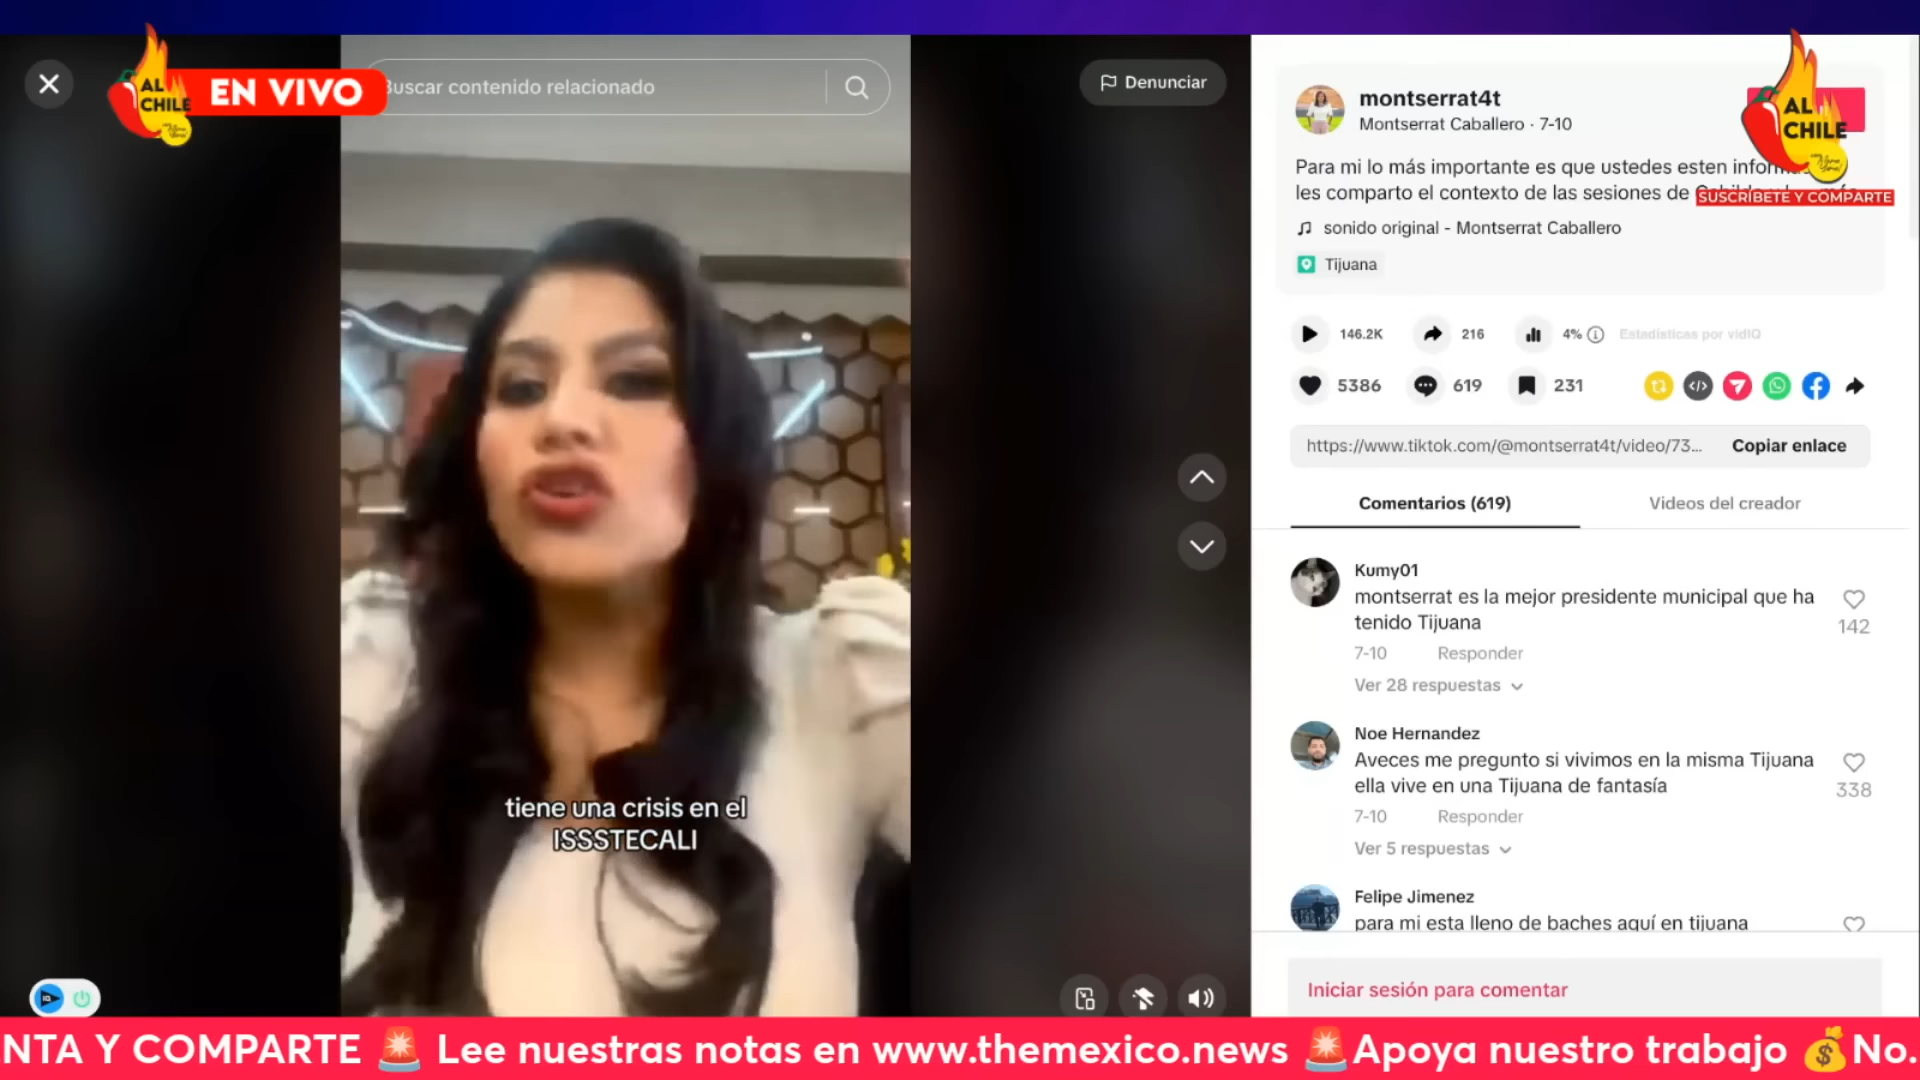 AL CHILE
EN VIVO
Buscar contenido relacionado
Denunciar
tiene una crisis en el
ISSSTECALI
montserrat4t
Montserrat Caballero · 7-10
AL CHILE
SUSCRÍBETE Y COMPARTE
Para mi lo más importante es que ustedes esten
les comparto el contexto de las sesiones de
sonido original - Montserrat Caballero
Tijuana
146.2K 216 4% Estadísticas por vidIQ
5386 619 231
https://www.tiktok.com/@montserrat4t/video/73... Copiar enlace
Comentarios (619) Videos del creador
Kumy01
montserrat es la mejor presidente municipal que ha
tenido Tijuana
142
7-10 Responder
Ver 28 respuestas
Noe Hernandez
Aveces me pregunto si vivimos en la misma Tijuana
ella vive en una Tijuana de fantasía
338
7-10 Responder
Ver 5 respuestas
Felipe Jimenez
para mi esta lleno de baches aquí en tijuana
Iniciar sesión para comentar
NTA Y COMPARTE 🚨 Lee nuestras notas en www.themexico.news 🚨Apoya nuestro trabajo 💰No.